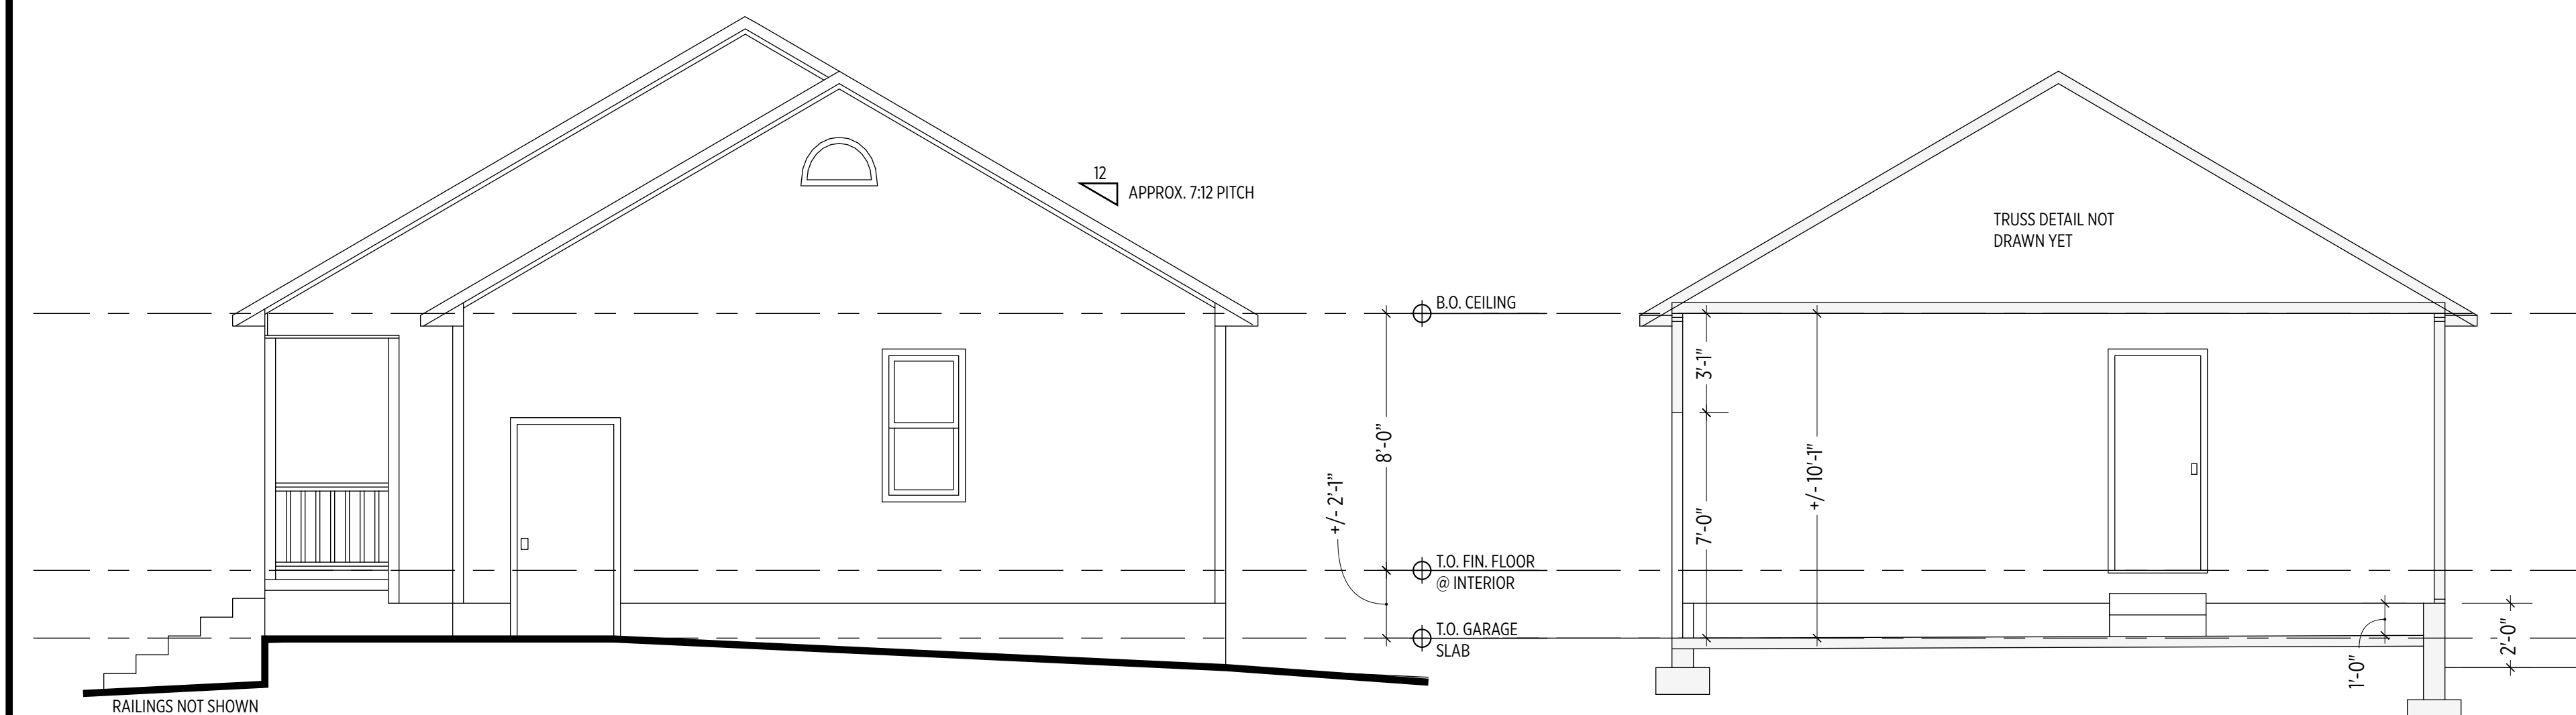 12
APPROX. 7:12 PITCH
TRUSS DETAIL NOT
DRAWN YET
B.O. CEILING
3'-1"
8'-0"
+/- 10'-1"
+/- 2'-1"
7'-0"
T.O. FIN. FLOOR
@ INTERIOR
T.O. GARAGE
SLAB
2'-0"
1'-0"
RAILINGS NOT SHOWN